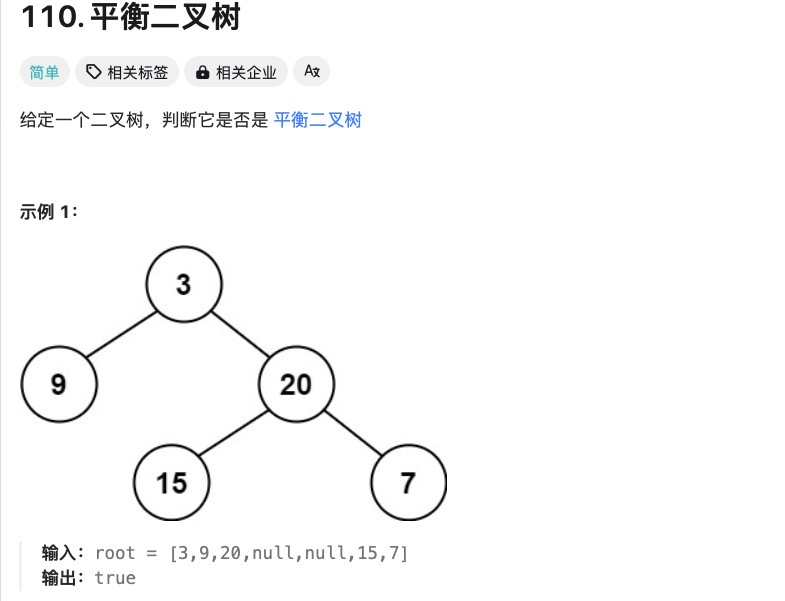 110. 平衡二叉树
简单 相关标签 相关企业 Az
给定一个二叉树，判断它是否是 平衡二叉树
示例 1：
3
9 20
15 7
输入：root = [3,9,20,null,null,15,7]
输出：true